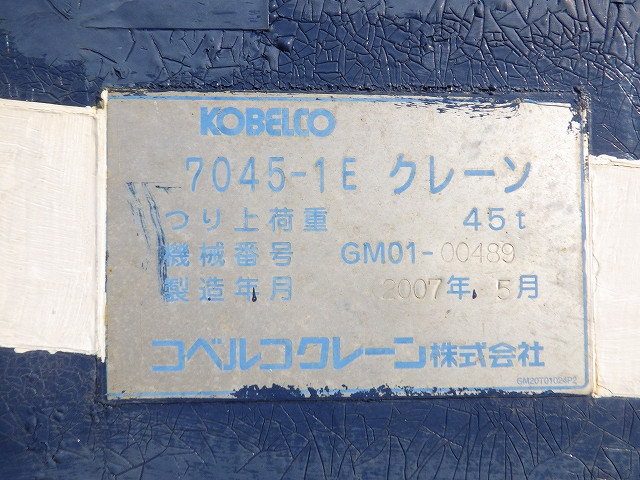 KOBELCO
7045-1E クレーン
つり上荷重 45t
機械番号 GM01-00489
製造年月 2007年 5月
コベルコクレーン株式会社
GM20T01024P2